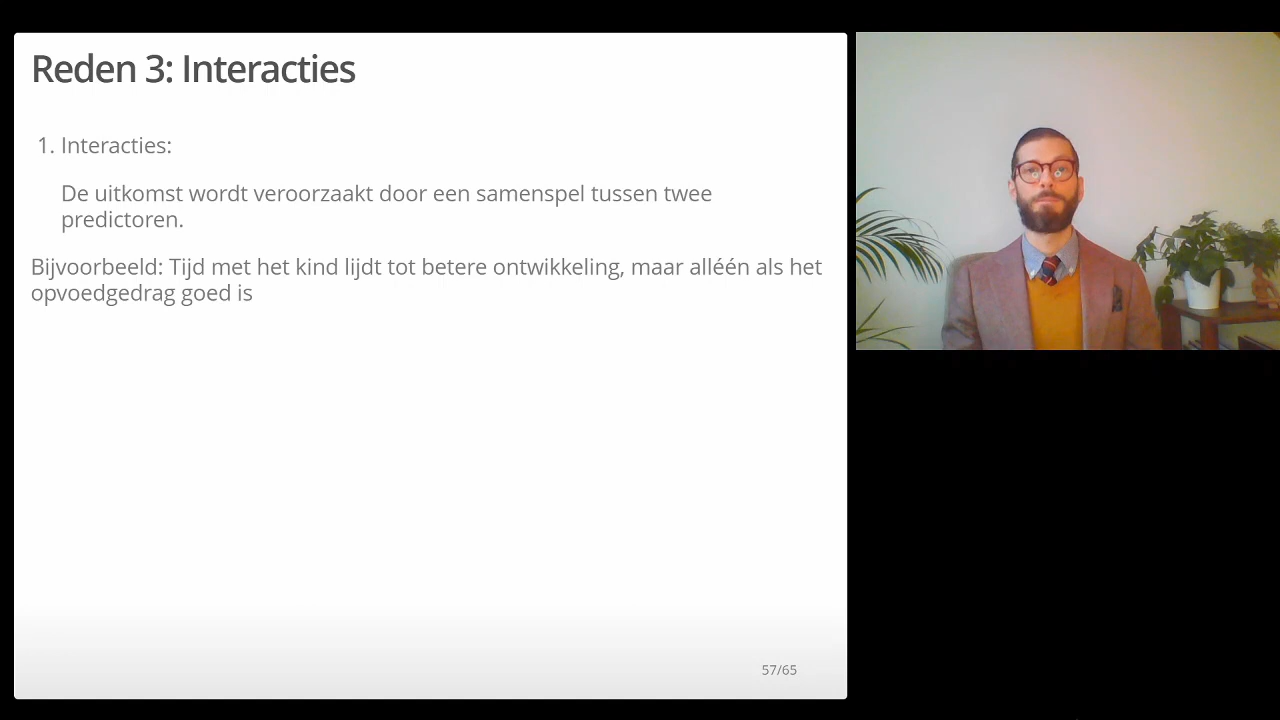 Reden 3: Interacties
1. Interacties:
De uitkomst wordt veroorzaakt door een samenspel tussen twee
predictoren.
Bijvoorbeeld: Tijd met het kind lijdt tot betere ontwikkeling, maar alléén als het
opvoedgedrag goed is
57/65